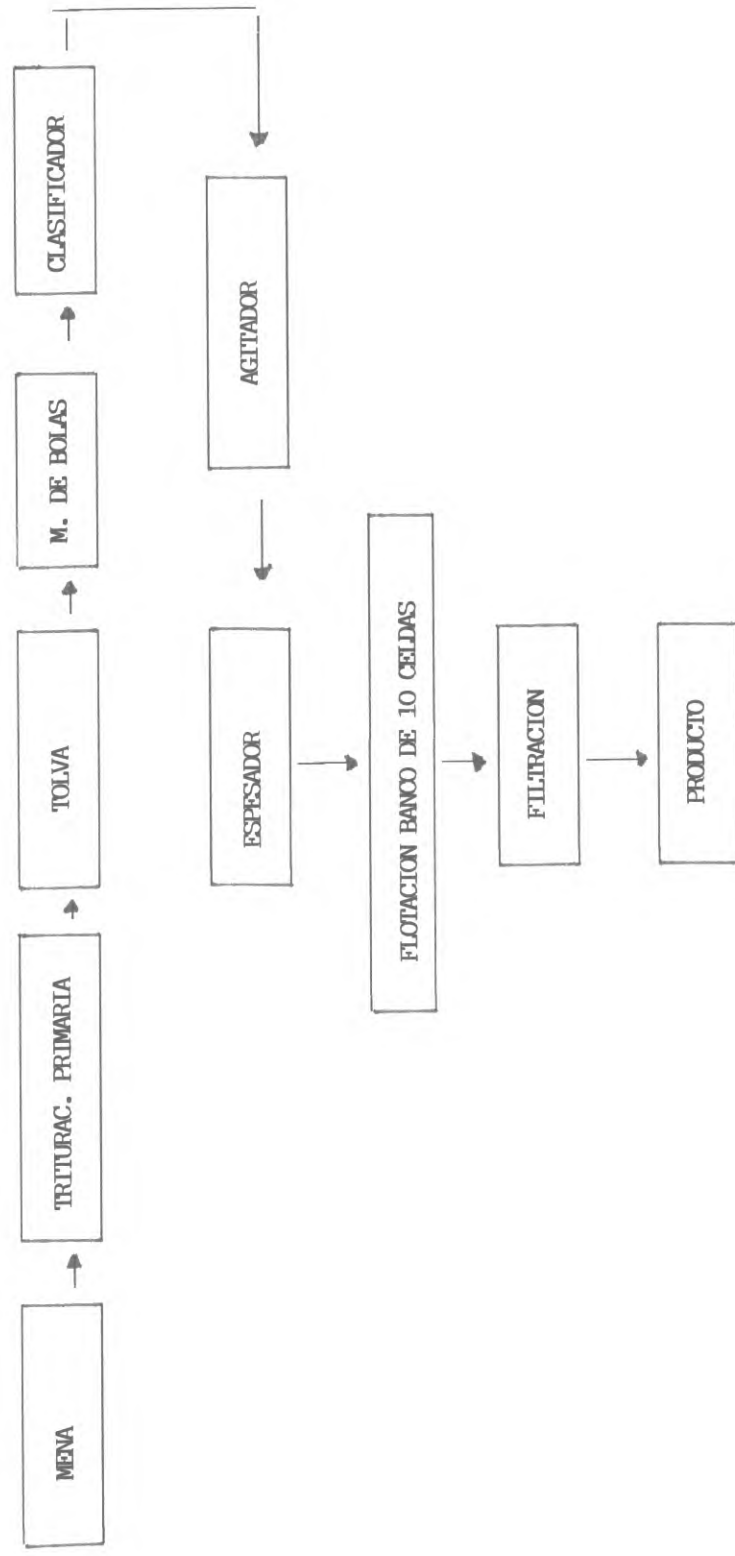 MENA
TRITURAC. PRIMARIA
TOLVA
M. DE BOLAS
CLASIFICADOR
AGITADOR
ESPESADOR
FLOTACION BANCO DE 10 CELDAS
FILTRACION
PRODUCTO